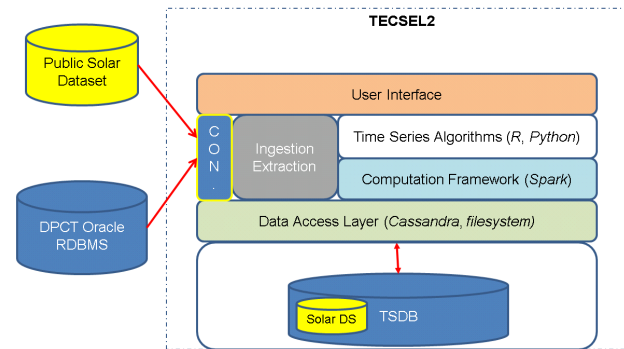 TECSEL2
Public Solar
Dataset
User Interface
C
O
N
.
Ingestion
Extraction
Time Series Algorithms (R, Python)
Computation Framework (Spark)
DPCT Oracle
RDBMS
Data Access Layer (Cassandra, filesystem)
Solar DS
TSDB